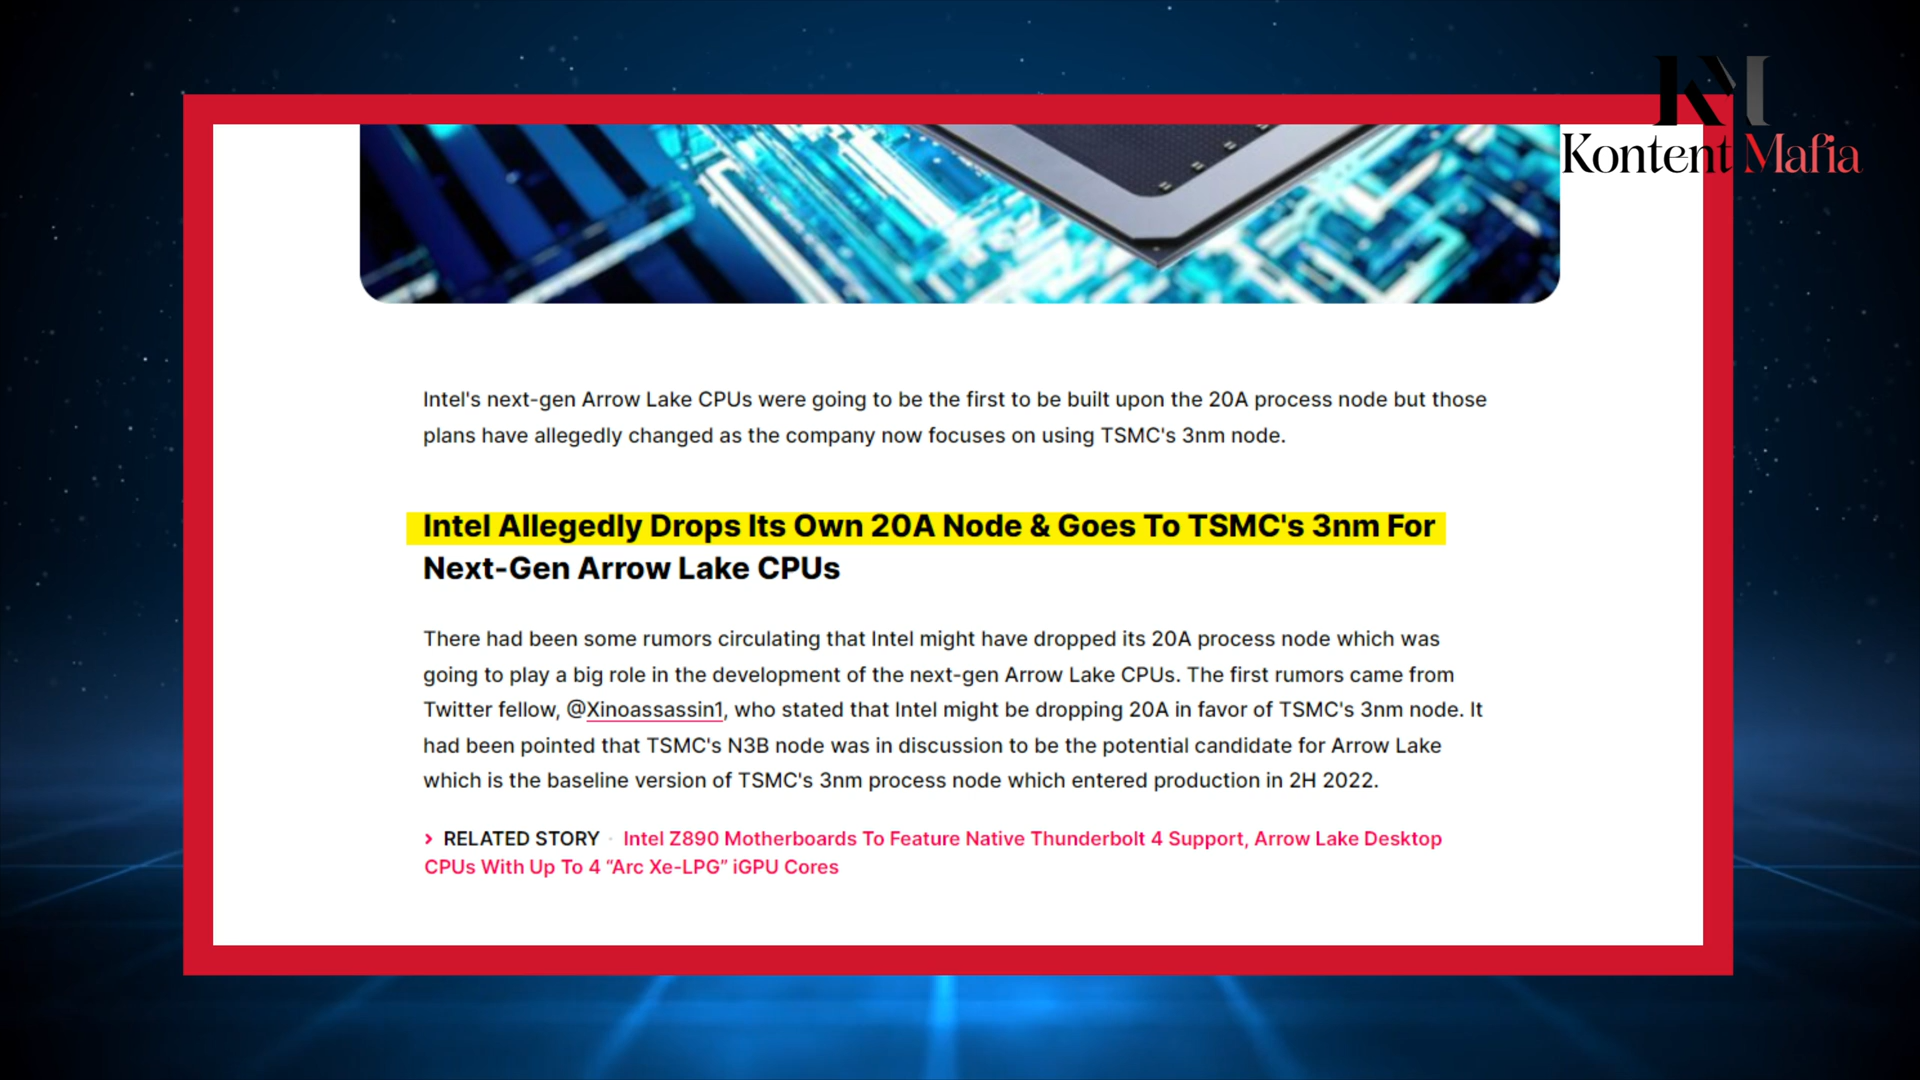 KM
Kontent Mafia
Intel's next-gen Arrow Lake CPUs were going to be the first to be built upon the 20A process node but those
plans have allegedly changed as the company now focuses on using TSMC's 3nm node.
Intel Allegedly Drops Its Own 20A Node & Goes To TSMC's 3nm For
Next-Gen Arrow Lake CPUs
There had been some rumors circulating that Intel might have dropped its 20A process node which was
going to play a big role in the development of the next-gen Arrow Lake CPUs. The first rumors came from
Twitter fellow, @Xinoassassin1, who stated that Intel might be dropping 20A in favor of TSMC's 3nm node. It
had been pointed that TSMC's N3B node was in discussion to be the potential candidate for Arrow Lake
which is the baseline version of TSMC's 3nm process node which entered production in 2H 2022.
› RELATED STORY · Intel Z890 Motherboards To Feature Native Thunderbolt 4 Support, Arrow Lake Desktop
CPUs With Up To 4 “Arc Xe-LPG” iGPU Cores